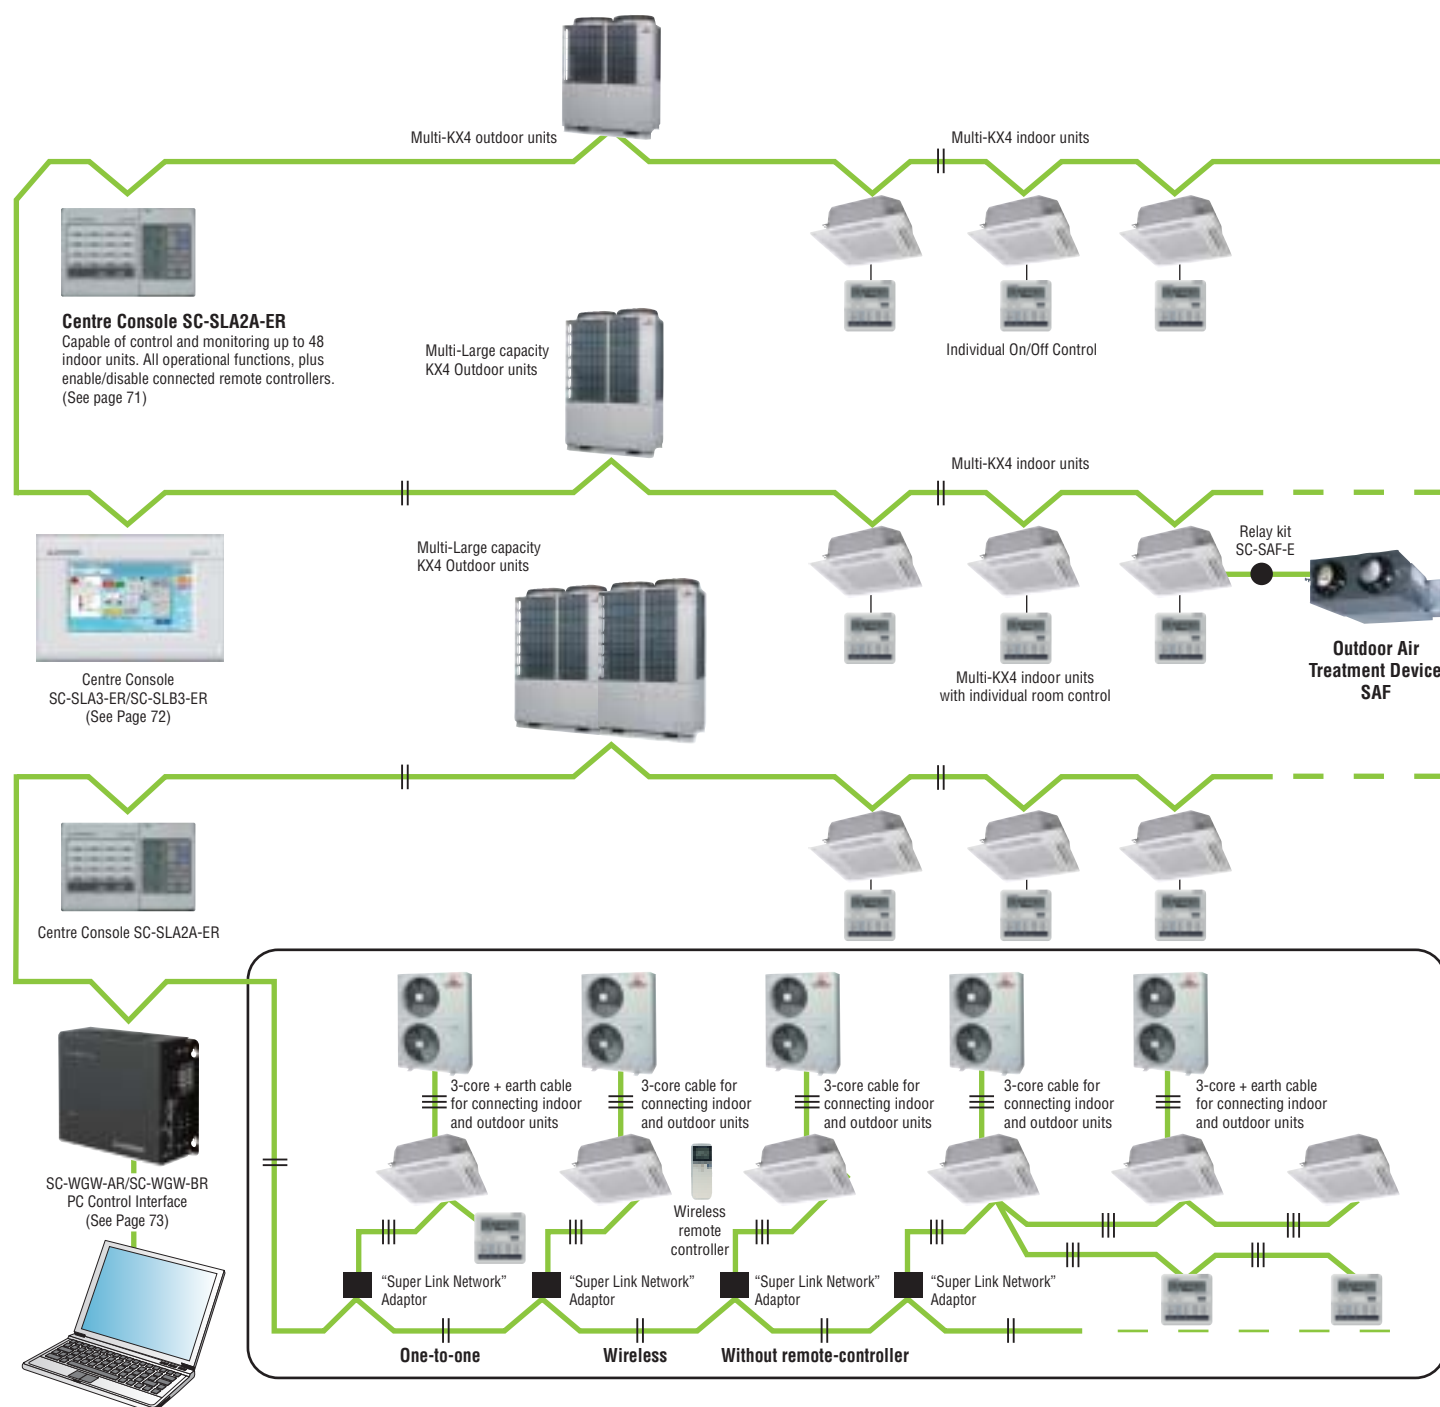 Multi-KX4 outdoor units
Multi-KX4 indoor units
Centre Console SC-SLA2A-ER
Capable of control and monitoring up to 48
indoor units. All operational functions, plus
enable/disable connected remote controllers.
(See page 71)
Multi-Large capacity
KX4 Outdoor units
Individual On/Off Control
Multi-KX4 indoor units
Centre Console
SC-SLA3-ER/SC-SLB3-ER
(See Page 72)
Multi-Large capacity
KX4 Outdoor units
Relay kit
SC-SAF-E
Multi-KX4 indoor units
with individual room control
Outdoor Air
Treatment Device
SAF
Centre Console SC-SLA2A-ER
3-core + earth cable
for connecting indoor
and outdoor units
3-core cable for
connecting indoor
and outdoor units
3-core cable for
connecting indoor
and outdoor units
3-core cable for
connecting indoor
and outdoor units
3-core + earth cable
for connecting indoor
and outdoor units
SC-WGW-AR/SC-WGW-BR
PC Control Interface
(See Page 73)
Wireless
remote
controller
“Super Link Network”
Adaptor
“Super Link Network”
Adaptor
“Super Link Network”
Adaptor
“Super Link Network”
Adaptor
One-to-one
Wireless
Without remote-controller